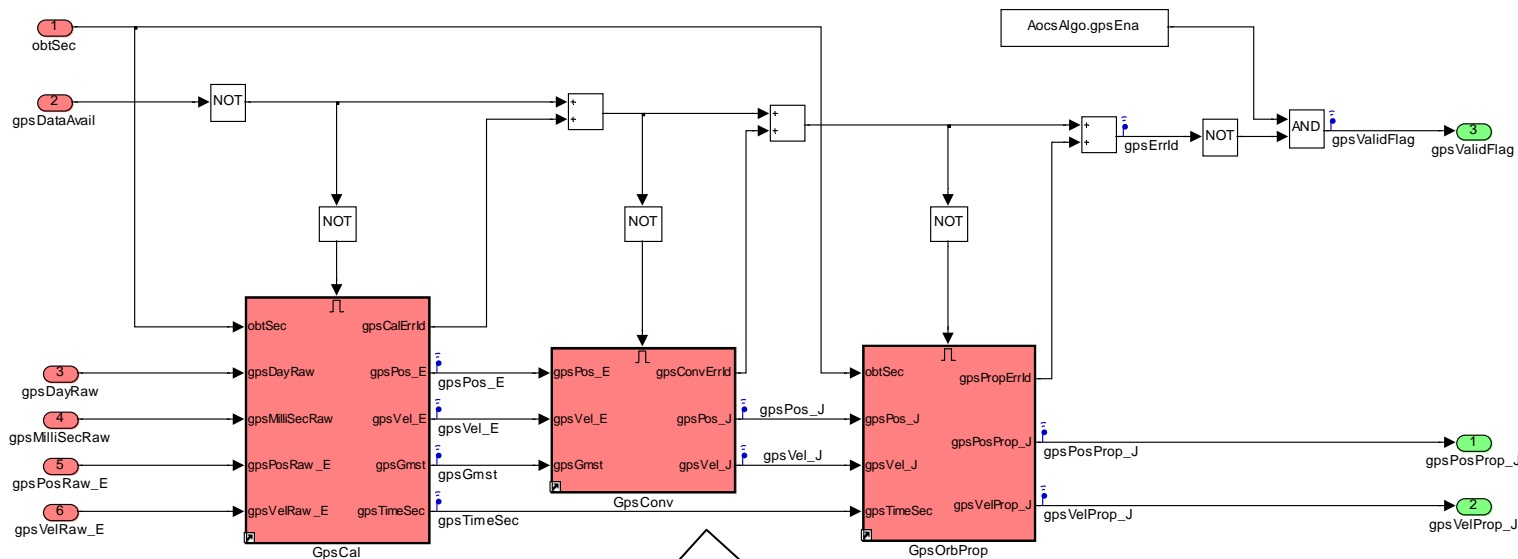 1
obtSec
AocsAlgo.gpsEna
2
gpsDataAvail
NOT
+
+
+
+
+
+
gpsErrId
NOT
AND
gpsValidFlag
3
gpsValidFlag
NOT
NOT
NOT
obtSec
gpsCalErrId
3
gpsDayRaw
gpsDayRaw
gpsPos_E
gpsPos_E
4
gpsMilliSecRaw
gpsMilliSecRaw
gpsVel_E
gpsVel_E
5
gpsPosRaw_E
gpsPosRaw_E
gpsGmst
gpsGmst
6
gpsVelRaw_E
gpsVelRaw_E
gpsTimeSec
gpsTimeSec
GpsCal
gpsPos_E
gpsConvErrId
gpsVel_E
gpsPos_J
gpsPos_J
gpsGmst
gpsVel_J
gpsVel_J
GpsConv
obtSec
gpsPropErrId
gpsPos_J
gpsPosProp_J
gpsPosProp_J
1
gpsPosProp_J
gpsVel_J
gpsTimeSec
gpsVelProp_J
gpsVelProp_J
2
gpsVelProp_J
GpsOrbProp